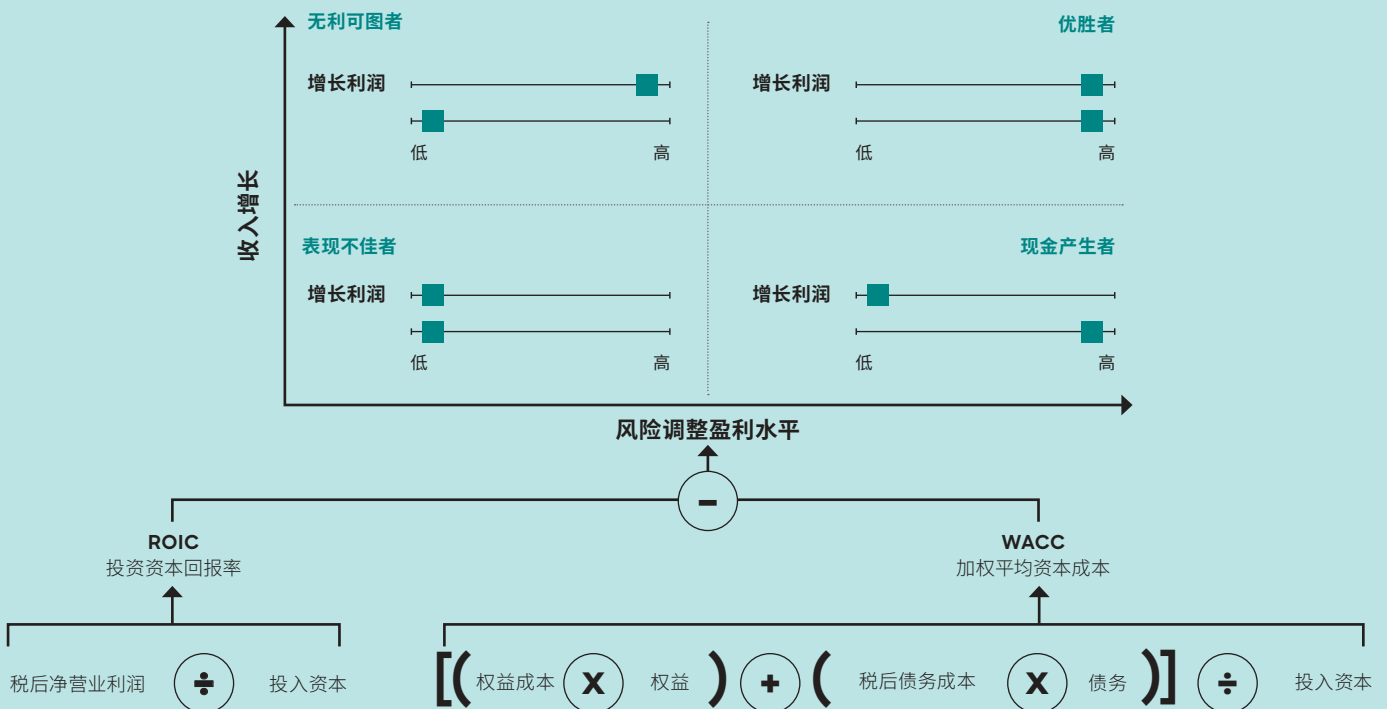 无利可图者
优胜者
增长利润
增长利润
低
高
低
高
收入增长
表现不佳者
现金产生者
增长利润
增长利润
低
高
低
高
风险调整盈利水平
-
ROIC
投资资本回报率
WACC
加权平均资本成本
税后净营业利润 ÷ 投入资本
[( 权益成本 X 权益 ) + ( 税后债务成本 X 债务 )] ÷ 投入资本